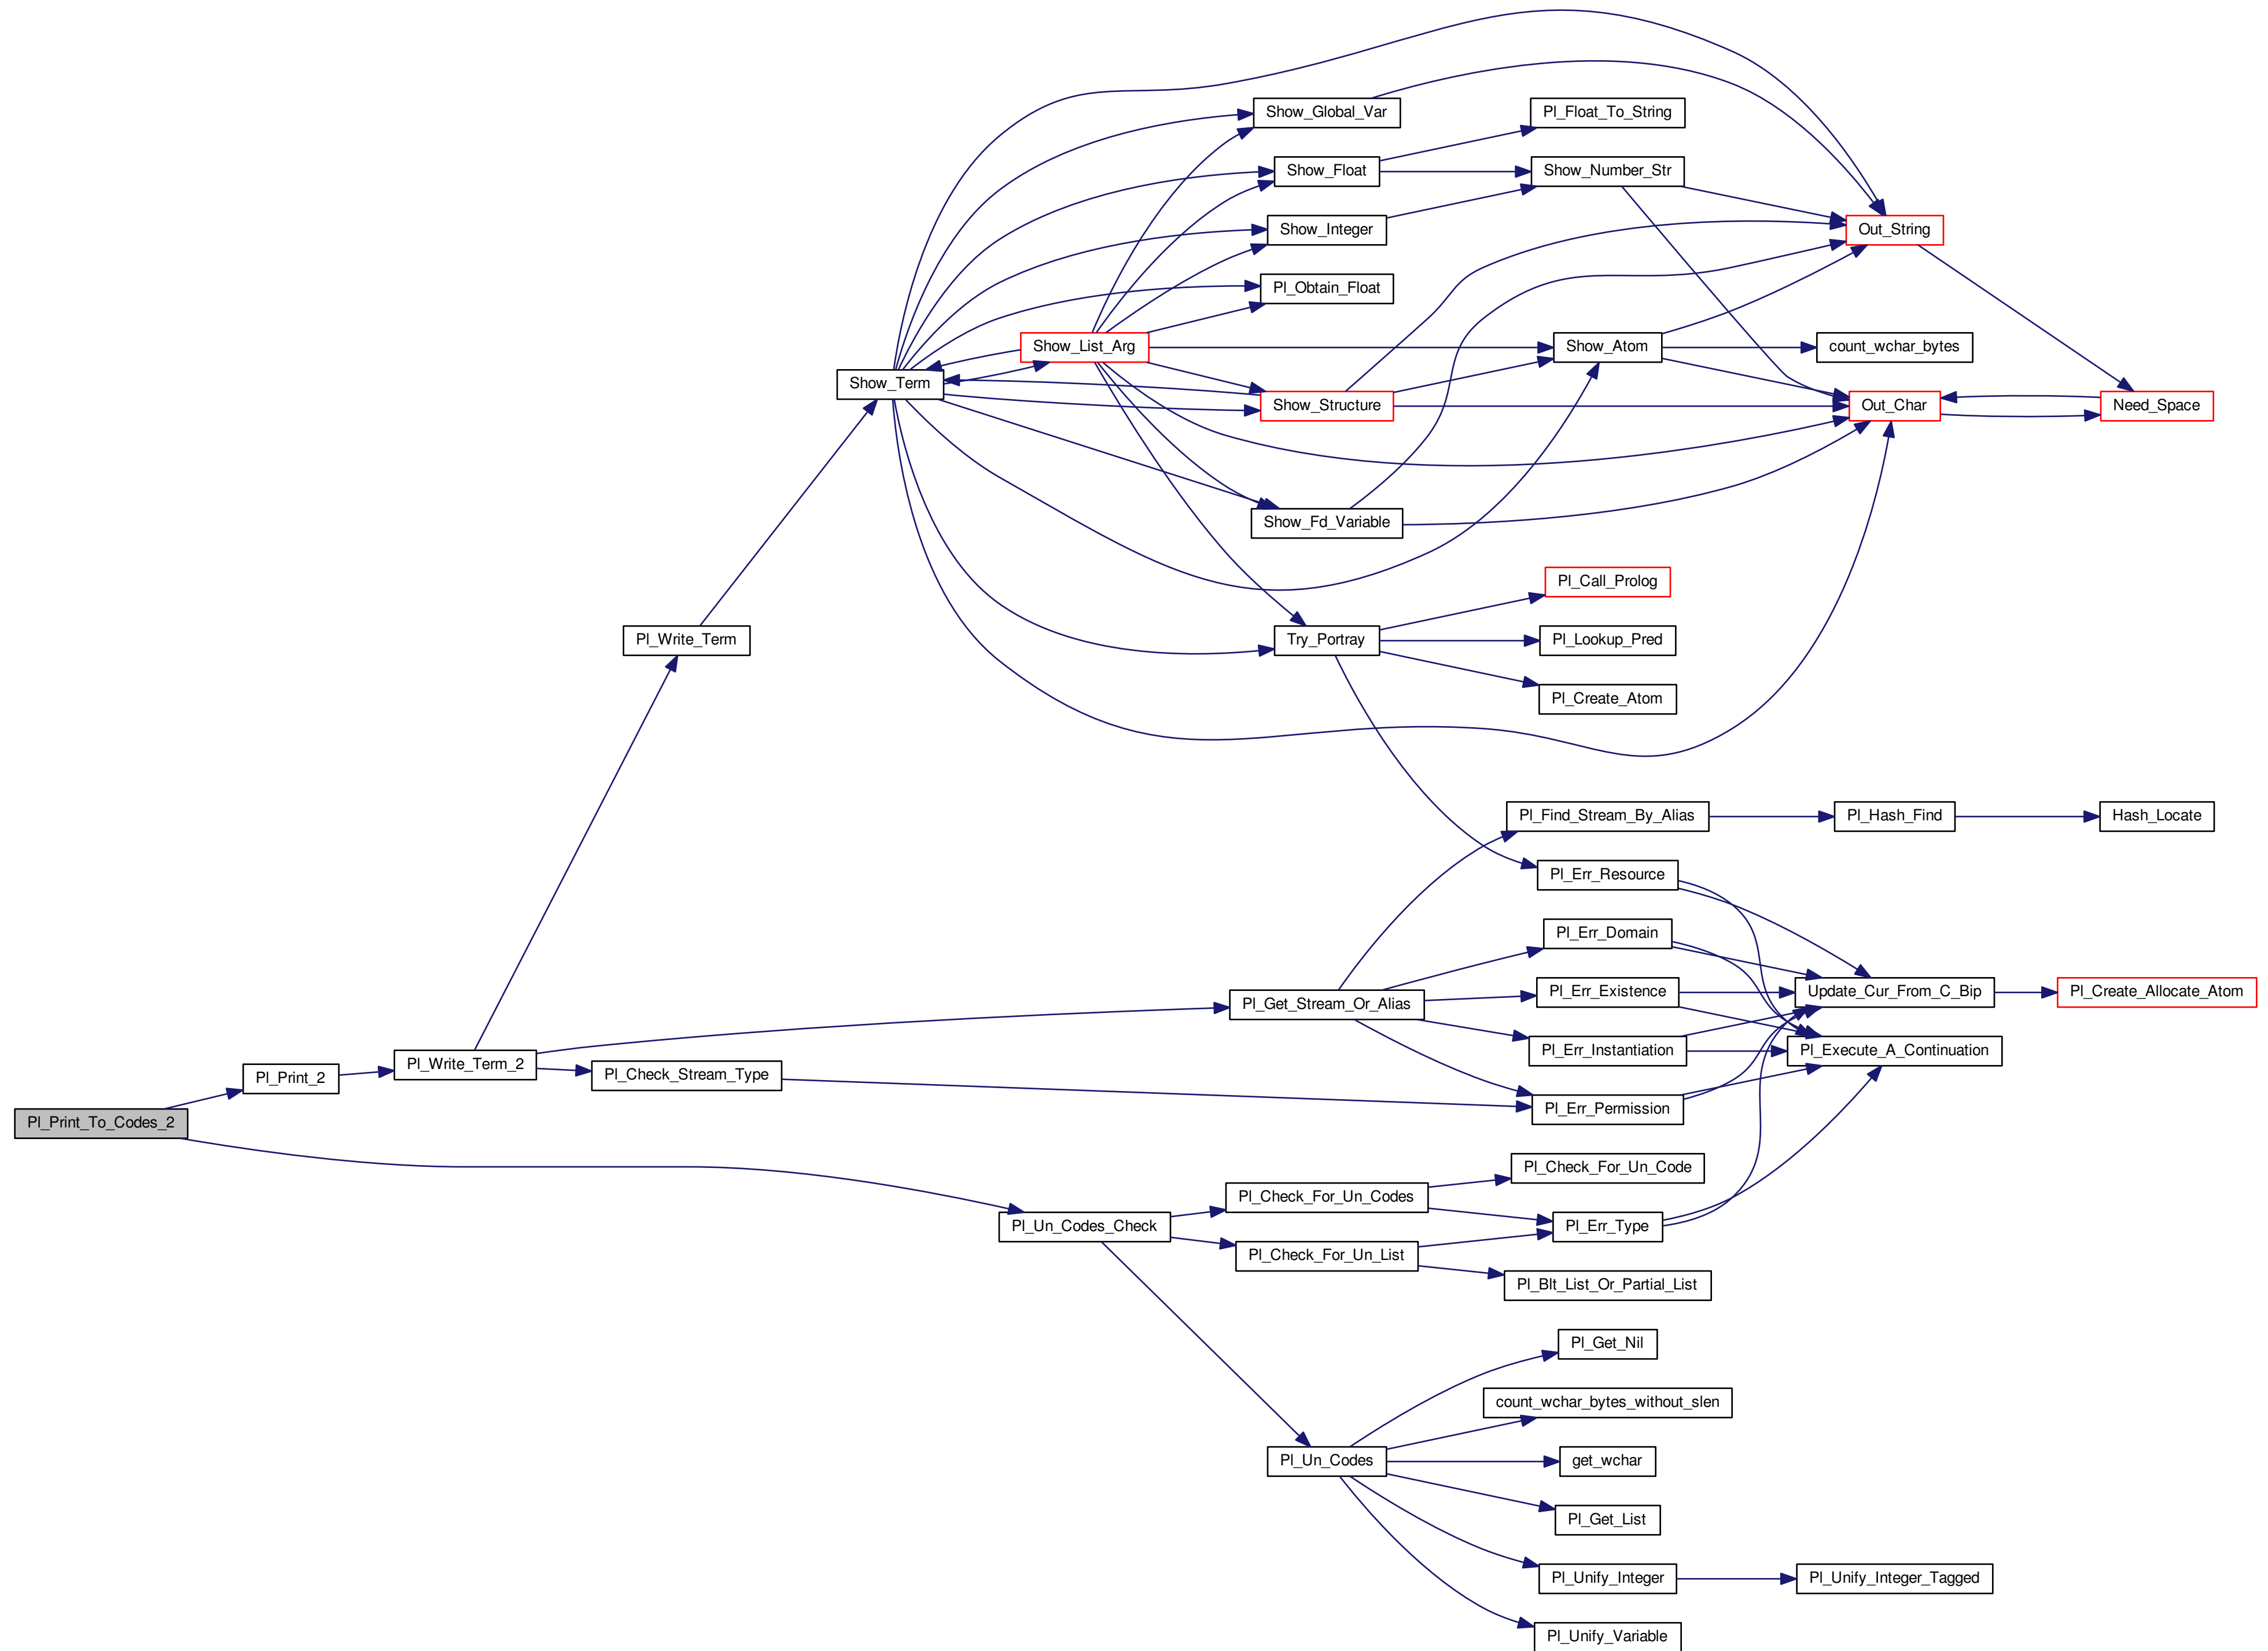 Show_Global_Var
Pl_Float_To_String
Show_Float
Show_Number_Str
Show_Integer
Out_String
Pl_Obtain_Float
Show_List_Arg
Show_Atom
count_wchar_bytes
Show_Term
Show_Structure
Out_Char
Need_Space
Show_Fd_Variable
Pl_Call_Prolog
Pl_Write_Term
Try_Portray
Pl_Lookup_Pred
Pl_Create_Atom
Pl_Find_Stream_By_Alias
Pl_Hash_Find
Hash_Locate
Pl_Err_Resource
Pl_Err_Domain
Pl_Get_Stream_Or_Alias
Pl_Err_Existence
Update_Cur_From_C_Bip
Pl_Create_Allocate_Atom
Pl_Err_Instantiation
Pl_Execute_A_Continuation
Pl_Write_Term_2
Pl_Print_2
Pl_Check_Stream_Type
Pl_Err_Permission
Pl_Print_To_Codes_2
Pl_Check_For_Un_Code
Pl_Check_For_Un_Codes
Pl_Un_Codes_Check
Pl_Err_Type
Pl_Check_For_Un_List
Pl_Blt_List_Or_Partial_List
Pl_Get_Nil
count_wchar_bytes_without_slen
Pl_Un_Codes
get_wchar
Pl_Get_List
Pl_Unify_Integer
Pl_Unify_Integer_Tagged
Pl_Unify_Variable